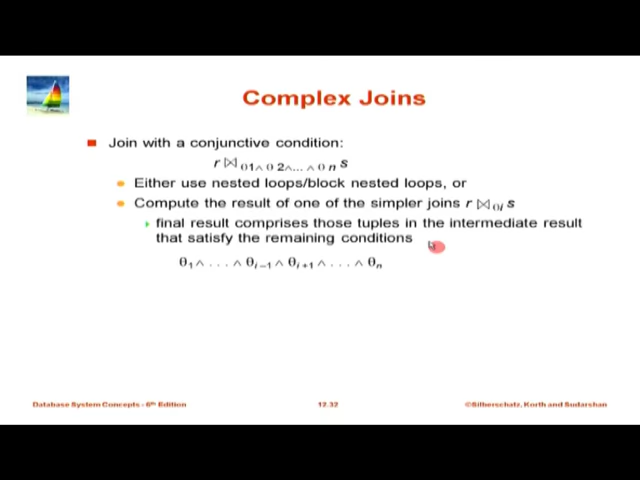 Complex Joins
Join with a conjunctive condition:
r ⋈ θ1∧ θ 2∧... ∧ θ n s
Either use nested loops/block nested loops, or
Compute the result of one of the simpler joins r ⋈ θi s
final result comprises those tuples in the intermediate result
that satisfy the remaining conditions
θ1 ∧ . . . ∧ θi–1 ∧ θi+1 ∧ . . . ∧ θn
Database System Concepts - 6th Edition
12.32
©Silberschatz, Korth and Sudarshan